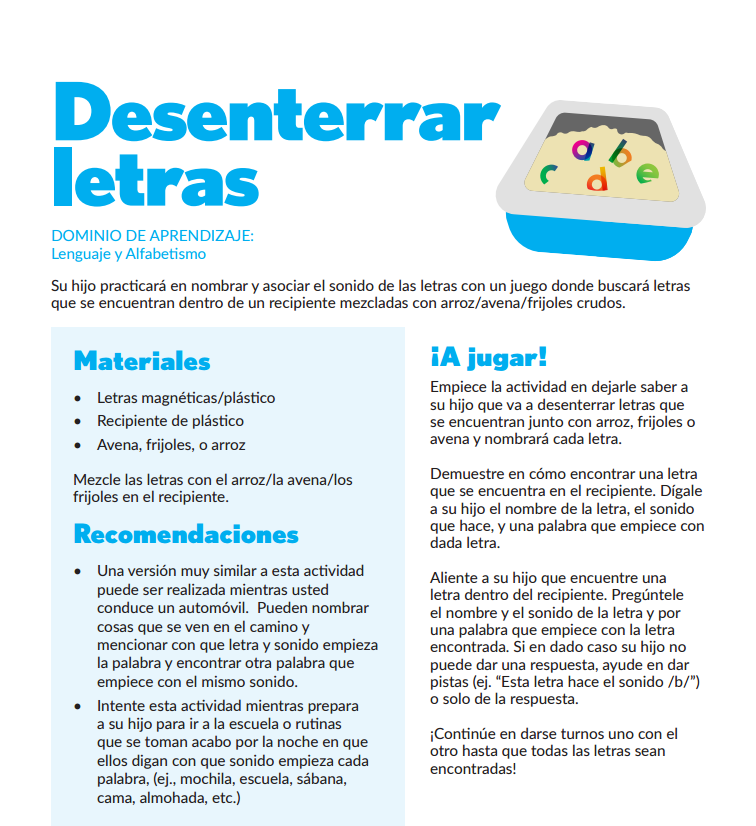 Desenterrar
letras
a b c d e
DOMINIO DE APRENDIZAJE:
Lenguaje y Alfabetismo
Su hijo practicará en nombrar y asociar el sonido de las letras con un juego donde buscará letras
que se encuentran dentro de un recipiente mezcladas con arroz/avena/frijoles crudos.
Materiales
• Letras magnéticas/plástico
• Recipiente de plástico
• Avena, frijoles, o arroz
Mezcle las letras con el arroz/la avena/los
frijoles en el recipiente.
Recomendaciones
• Una versión muy similar a esta actividad
puede ser realizada mientras usted
conduce un automóvil.  Pueden nombrar
cosas que se ven en el camino y
mencionar con que letra y sonido empieza
la palabra y encontrar otra palabra que
empiece con el mismo sonido.
• Intente esta actividad mientras prepara
a su hijo para ir a la escuela o rutinas
que se toman acabo por la noche en que
ellos digan con que sonido empieza cada
palabra, (ej., mochila, escuela, sábana,
cama, almohada, etc.)
¡A jugar!
Empiece la actividad en dejarle saber a
su hijo que va a desenterrar letras que
se encuentran junto con arroz, frijoles o
avena y nombrará cada letra.
Demuestre en cómo encontrar una letra
que se encuentra en el recipiente. Dígale
a su hijo el nombre de la letra, el sonido
que hace, y una palabra que empiece con
dada letra.
Aliente a su hijo que encuentre una
letra dentro del recipiente. Pregúntele
el nombre y el sonido de la letra y por
una palabra que empiece con la letra
encontrada. Si en dado caso su hijo no
puede dar una respuesta, ayude en dar
pistas (ej. “Esta letra hace el sonido /b/”)
o solo de la respuesta.
¡Continúe en darse turnos uno con el
otro hasta que todas las letras sean
encontradas!